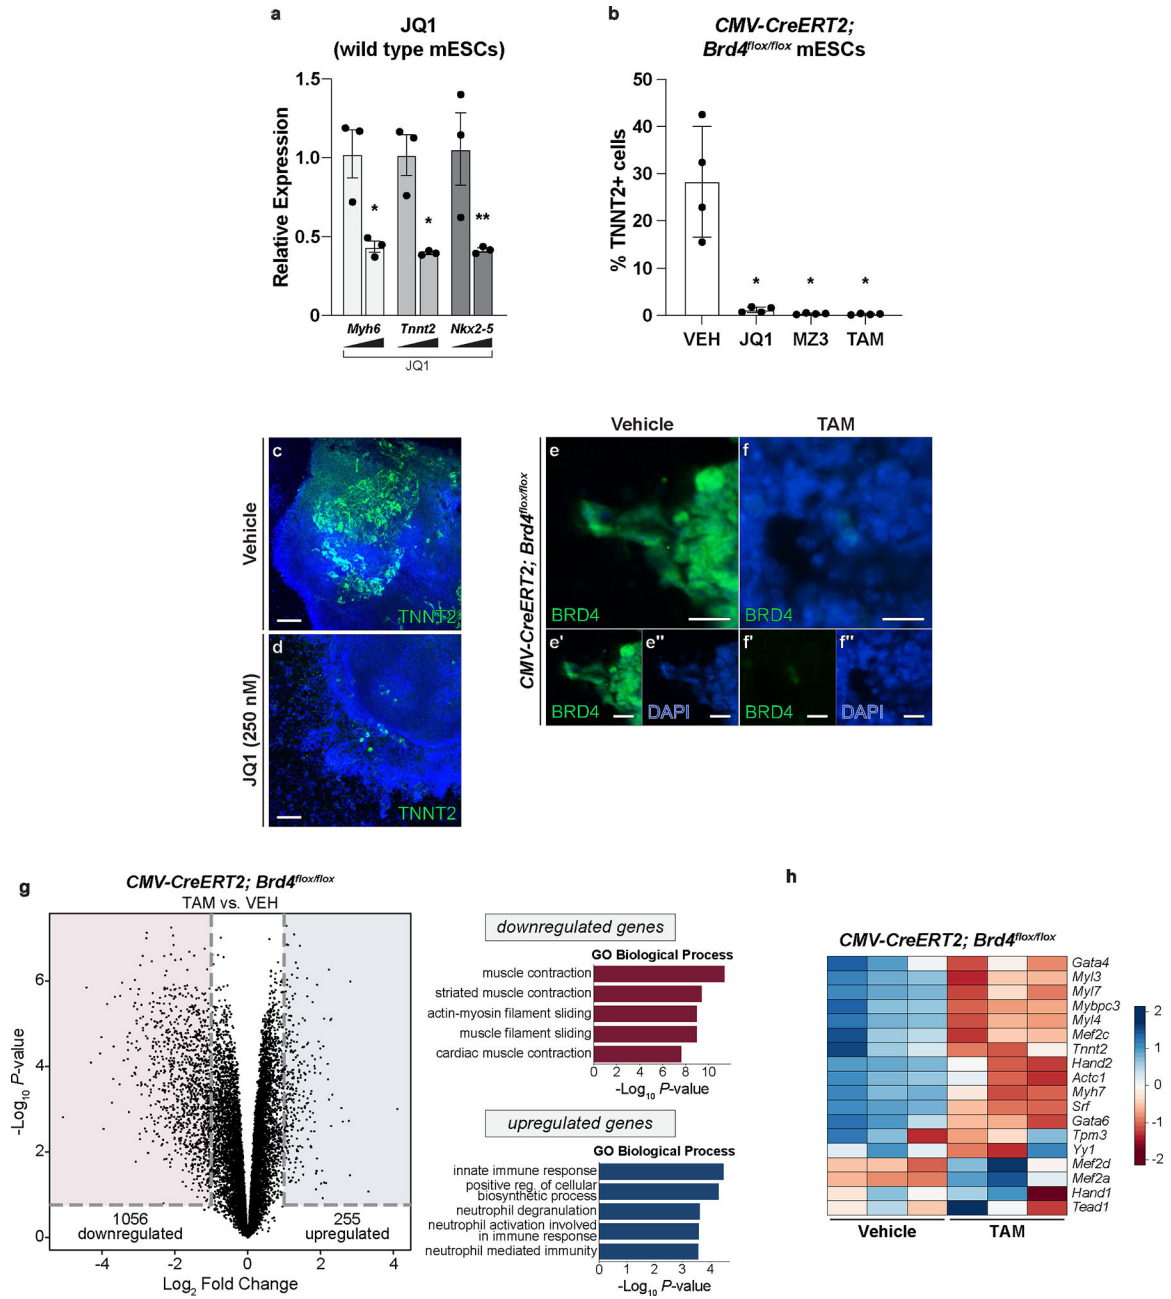 a
JQ1
(wild type mESCs)
Relative Expression
1.5
1.0
0.5
0
*
*
**
Myh6 Tnnt2 Nkx2-5
JQ1
b
CMV-CreERT2;
Brd4flox/flox mESCs
% TNNT2+ cells
50
40
30
20
10
0
* * *
VEH JQ1 MZ3 TAM
Vehicle
c
TNNT2
JQ1 (250 nM)
d
TNNT2
Vehicle TAM
CMV-CreERT2; Brd4flox/flox
e
BRD4
f
BRD4
e'
BRD4
e''
DAPI
f'
BRD4
f''
DAPI
g
CMV-CreERT2; Brd4flox/flox
TAM vs. VEH
-Log10 P-value
6
4
2
0
1056
downregulated
255
upregulated
-4 -2 0 2 4
Log2 Fold Change
downregulated genes
GO Biological Process
muscle contraction
striated muscle contraction
actin-myosin filament sliding
muscle filament sliding
cardiac muscle contraction
0 2 4 6 8 10
-Log10 P-value
upregulated genes
GO Biological Process
innate immune response
positive reg. of cellular
biosynthetic process
neutrophil degranulation
neutrophil activation involved
in immune response
neutrophil mediated immunity
0 1 2 3 4
-Log10 P-value
h
CMV-CreERT2; Brd4flox/flox
Gata4
Myl3
Myl7
Mybpc3
Myl4
Mef2c
Tnnt2
Hand2
Actc1
Myh7
Srf
Gata6
Tpm3
Yy1
Mef2d
Mef2a
Hand1
Tead1
Vehicle TAM
2
1
0
-1
-2